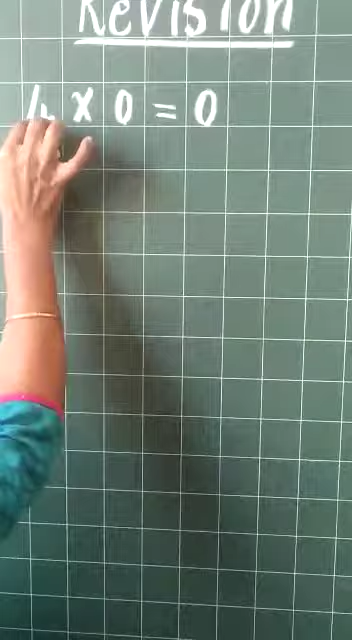 Revision
4 × 0 = 0